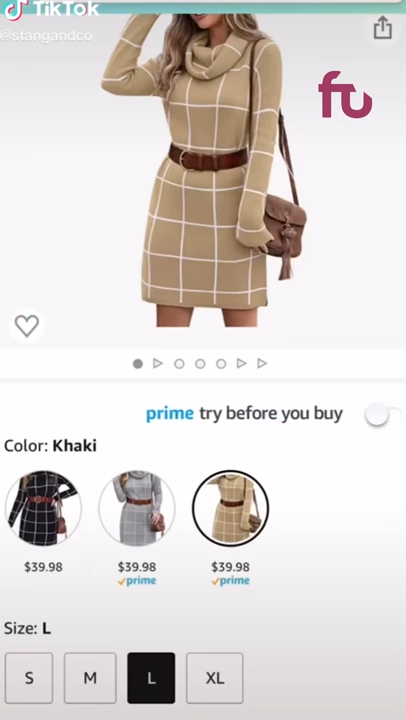 TikTok
@stangandco
fu
prime try before you buy
Color: Khaki
$39.98
$39.98
$39.98
prime
prime
Size: L
S
M
L
XL